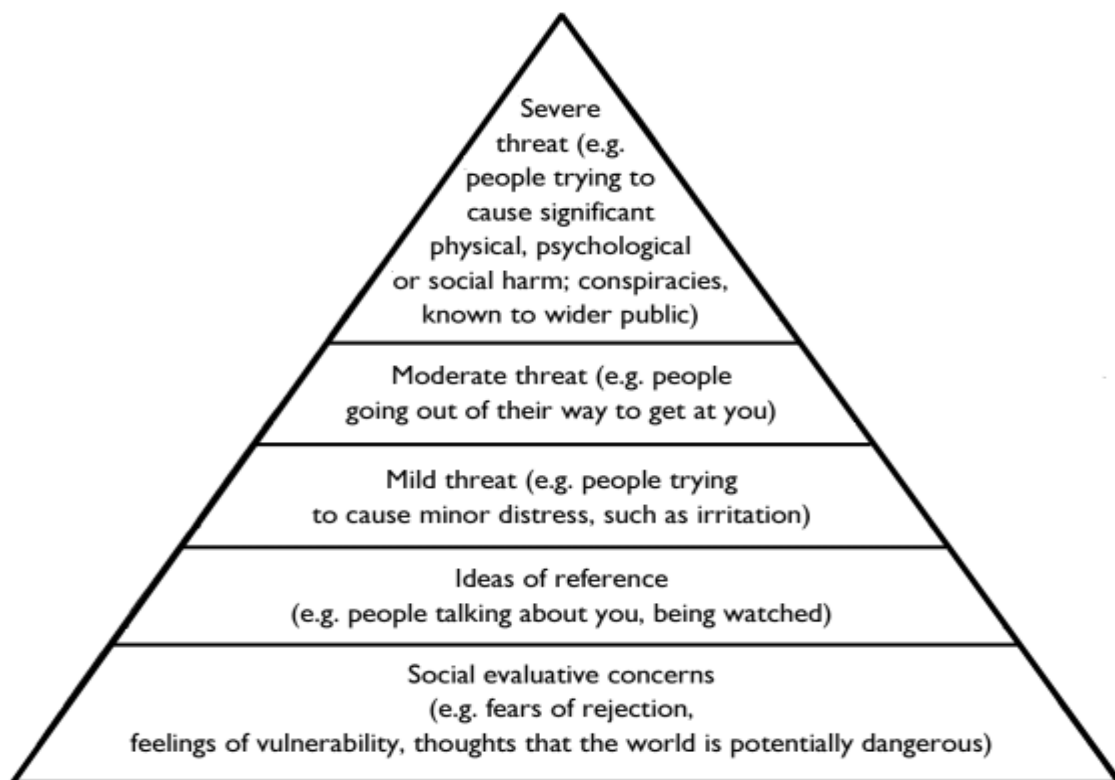 Severe
threat (e.g.
people trying to
cause significant
physical, psychological
or social harm; conspiracies,
known to wider public)
Moderate threat (e.g. people
going out of their way to get at you)
Mild threat (e.g. people trying
to cause minor distress, such as irritation)
Ideas of reference
(e.g. people talking about you, being watched)
Social evaluative concerns
(e.g. fears of rejection,
feelings of vulnerability, thoughts that the world is potentially dangerous)